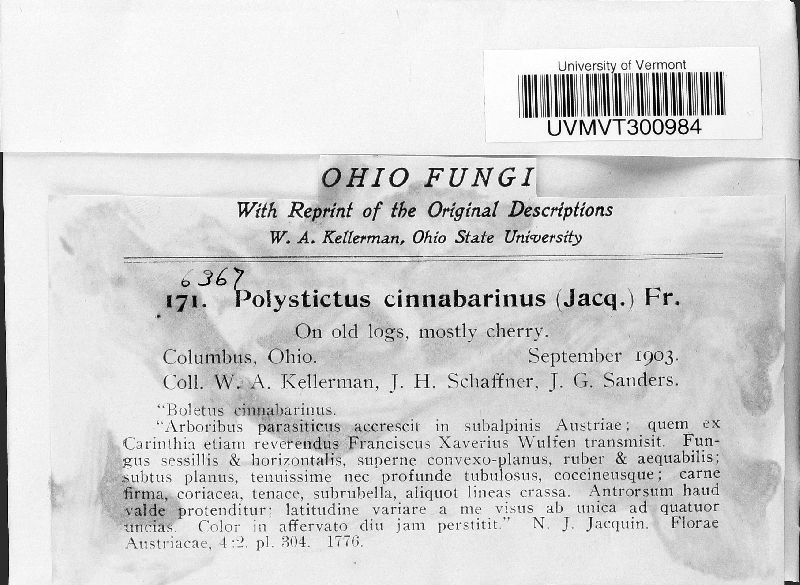 University of Vermont
UVMVT300984
OHIO FUNGI
With Reprint of the Original Descriptions
W. A. Kellerman, Ohio State University
6367
171. Polystictus cinnabarinus (Jacq.) Fr.
On old logs, mostly cherry.
Columbus, Ohio. September 1903.
Coll. W. A. Kellerman, J. H. Schaffner, J. G. Sanders.
"Boletus cinnabarinus.
"Arboribus parasiticus accrescit in subalpinis Austriae; quem ex
Carinthia etiam reverendus Franciscus Xaverius Wulfen transmisit. Fun-
gus sessillis & horizontalis, superne convexo-planus, ruber & aequabilis;
subtus planus, tenuissime nec profunde tubulosus, coccineusque; carne
firma, coriacea, tenace, subrubella, aliquot lineas crassa. Antrorsum haud
valde protenditur: latitudine variare a me visus ab unica ad quatuor
uncias. Color in affervato diu jam perstitit." N. J. Jacquin. Florae
Austriacae, 4:2. pl. 304. 1776.